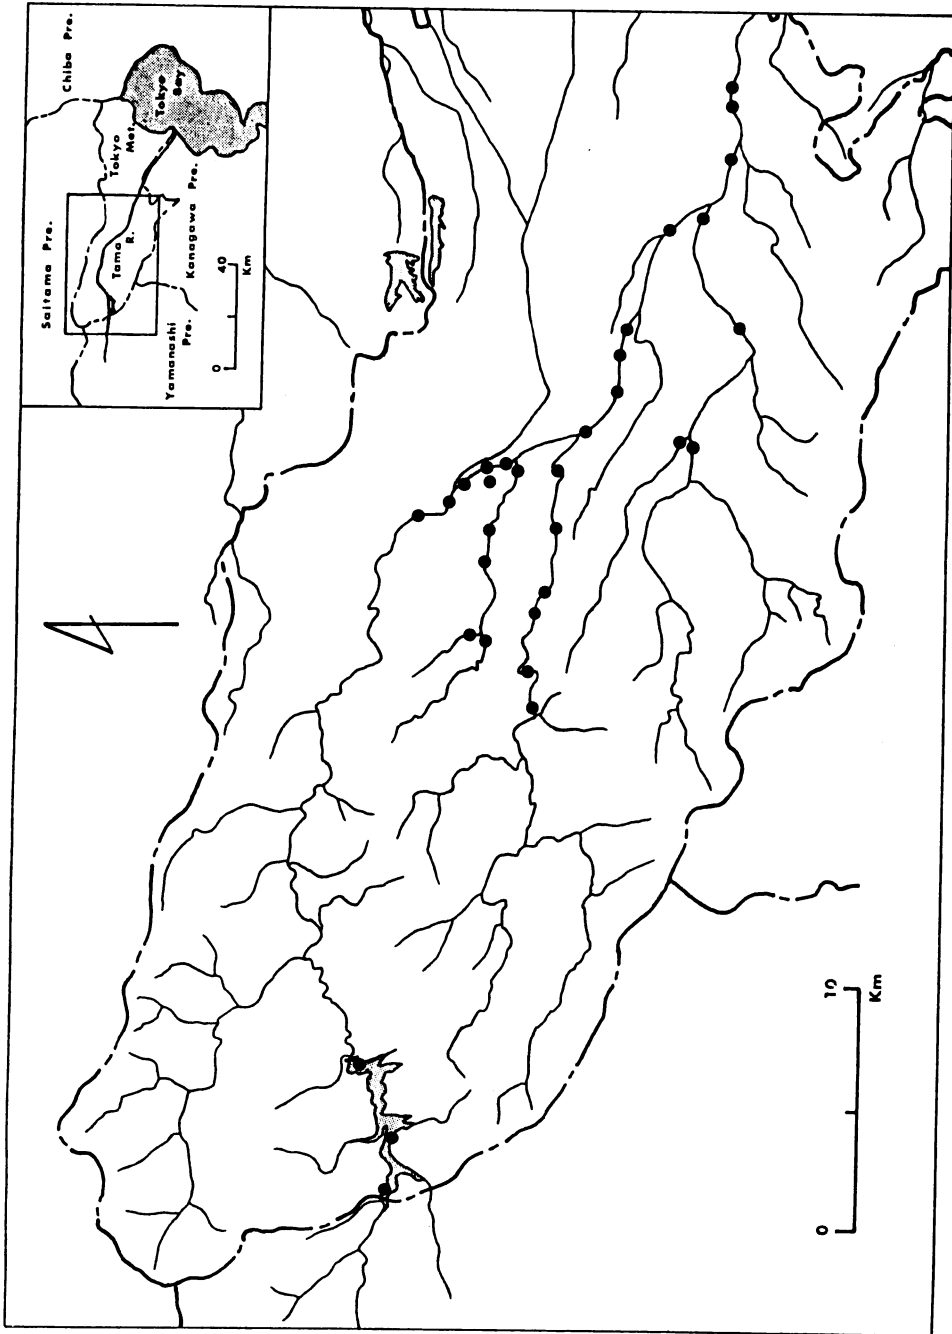 Chiba Pre.
Tokyo
Bay
Tokyo
Met.
Saitama Pre.
Tama
R.
Kanagawa Pre.
Yamanashi
Pre.
0
40
Km
0
10
Km